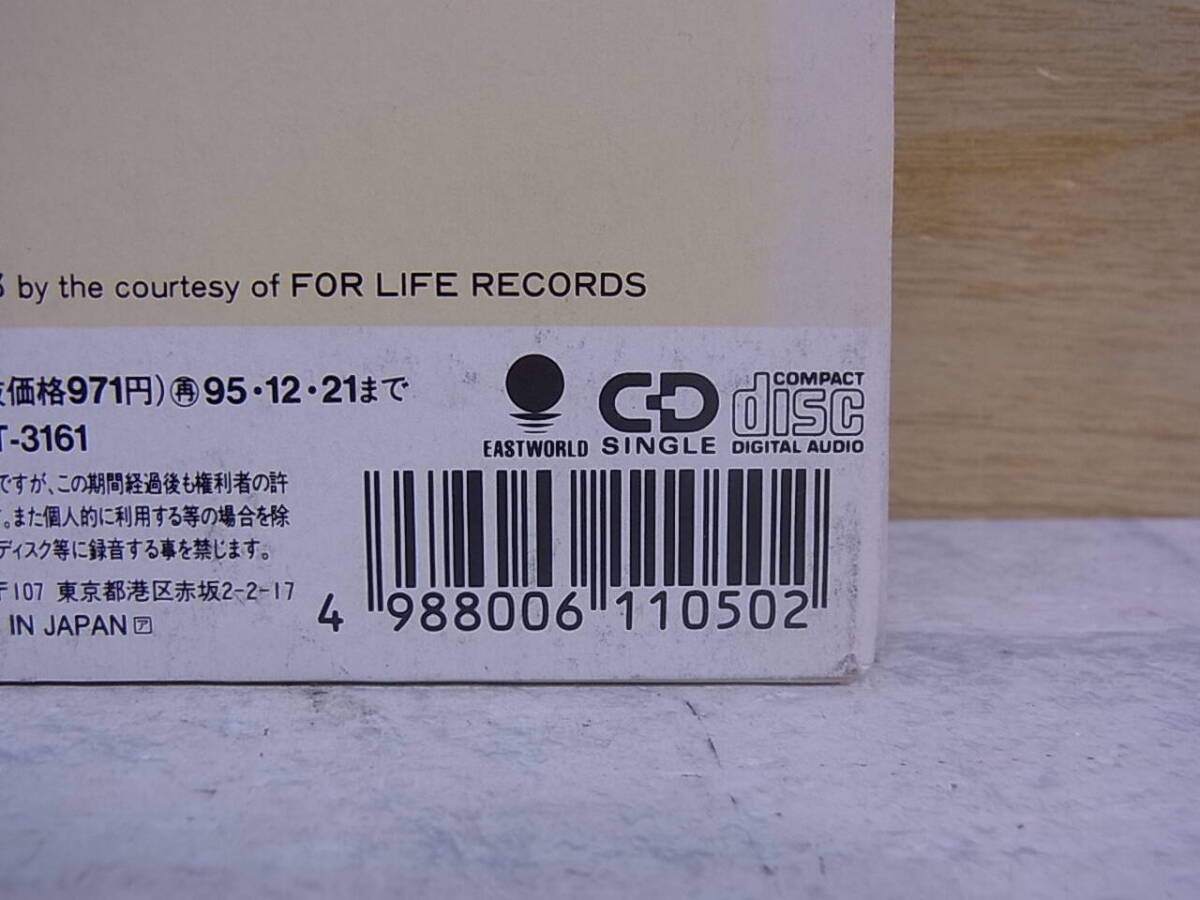 by the courtesy of FOR LIFE RECORDS
価格971円)再95・12・21まで
T-3161
EASTWORLD
CD
SINGLE
COMPACT
disc
DIGITAL AUDIO
ですが、この期間経過後も権利者の許
。また個人的に利用する等の場合を除
ディスク等に録音する事を禁じます。
〒107 東京都港区赤坂2-2-17
IN JAPAN ア
4 988006 110502